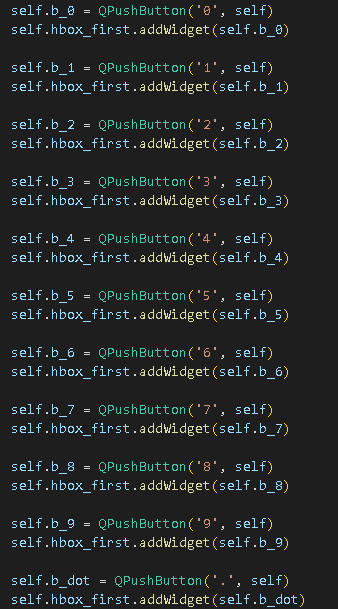 self.b_0 = QPushButton('0', self)
self.hbox_first.addWidget(self.b_0)
self.b_1 = QPushButton('1', self)
self.hbox_first.addWidget(self.b_1)
self.b_2 = QPushButton('2', self)
self.hbox_first.addWidget(self.b_2)
self.b_3 = QPushButton('3', self)
self.hbox_first.addWidget(self.b_3)
self.b_4 = QPushButton('4', self)
self.hbox_first.addWidget(self.b_4)
self.b_5 = QPushButton('5', self)
self.hbox_first.addWidget(self.b_5)
self.b_6 = QPushButton('6', self)
self.hbox_first.addWidget(self.b_6)
self.b_7 = QPushButton('7', self)
self.hbox_first.addWidget(self.b_7)
self.b_8 = QPushButton('8', self)
self.hbox_first.addWidget(self.b_8)
self.b_9 = QPushButton('9', self)
self.hbox_first.addWidget(self.b_9)
self.b_dot = QPushButton('.', self)
self.hbox_first.addWidget(self.b_dot)